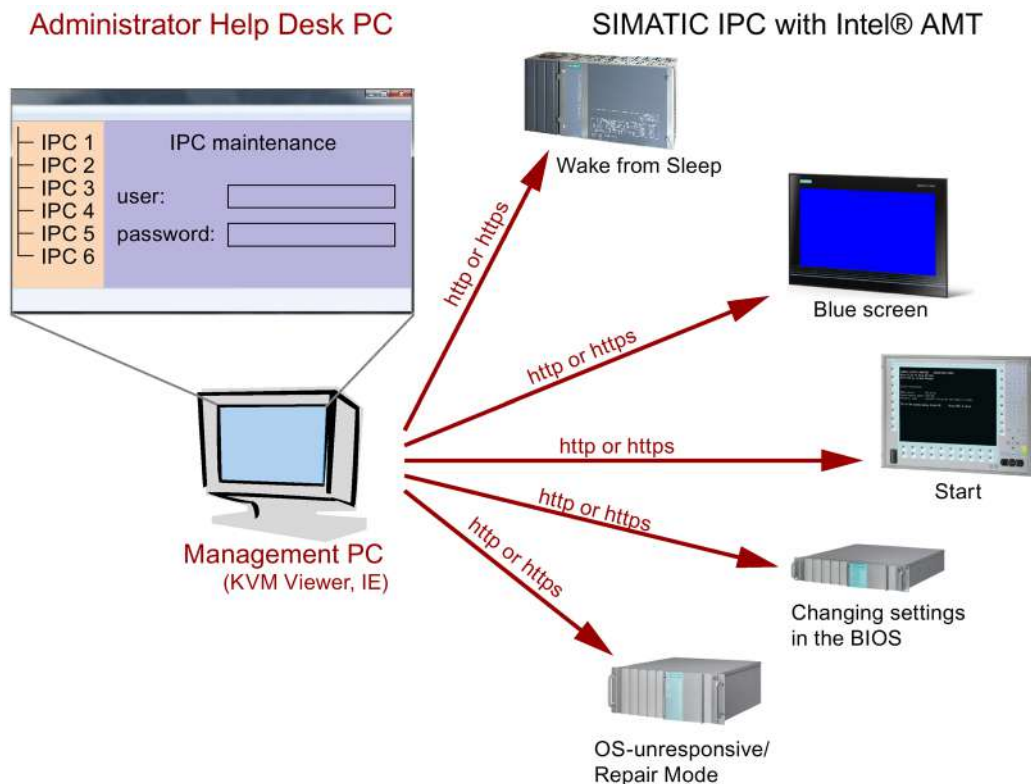 Administrator Help Desk PC
SIMATIC IPC with Intel® AMT
IPC 1
IPC 2
IPC 3
IPC 4
IPC 5
IPC 6
IPC maintenance
user:
password:
Wake from Sleep
http or https
Blue screen
http or https
http or https
Start
http or https
Changing settings
in the BIOS
http or https
OS-unresponsive/
Repair Mode
Management PC
(KVM Viewer, IE)